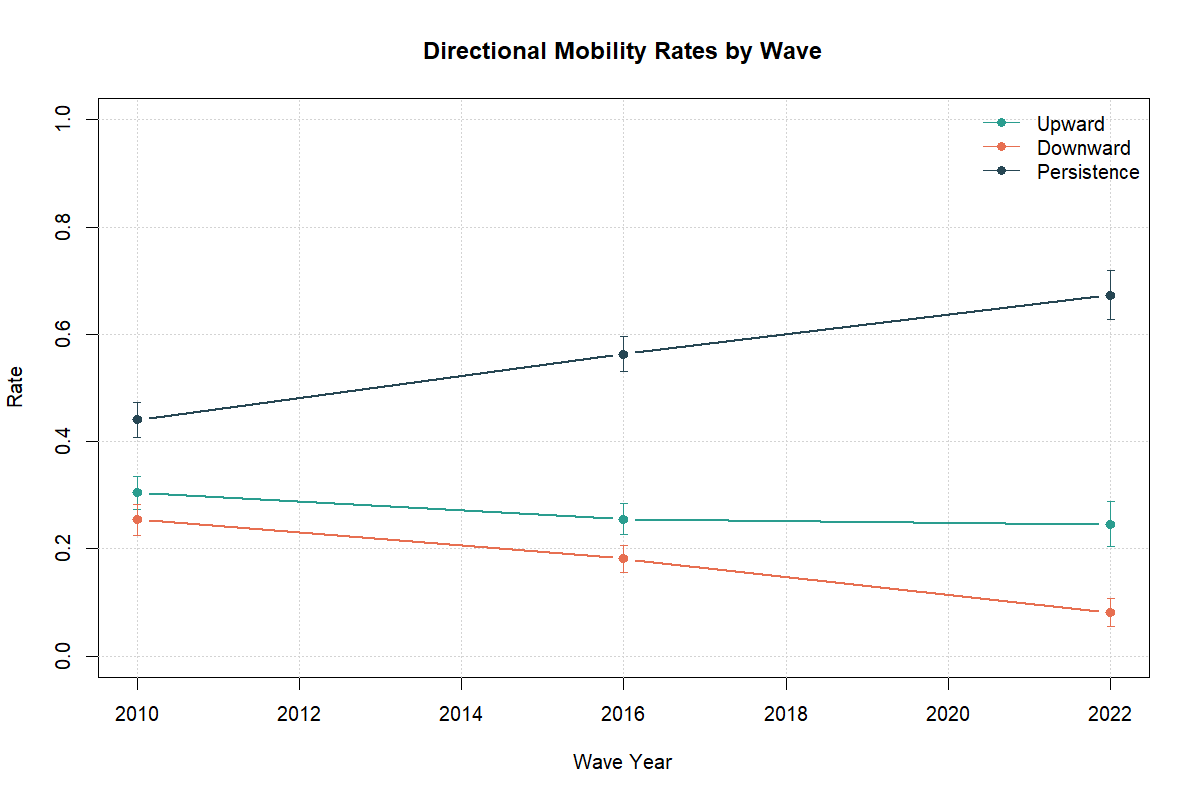 Directional Mobility Rates by Wave
Upward
Downward
Persistence
1.0
0.8
0.6
0.4
0.2
0.0
Rate
2010 2012 2014 2016 2018 2020 2022
Wave Year